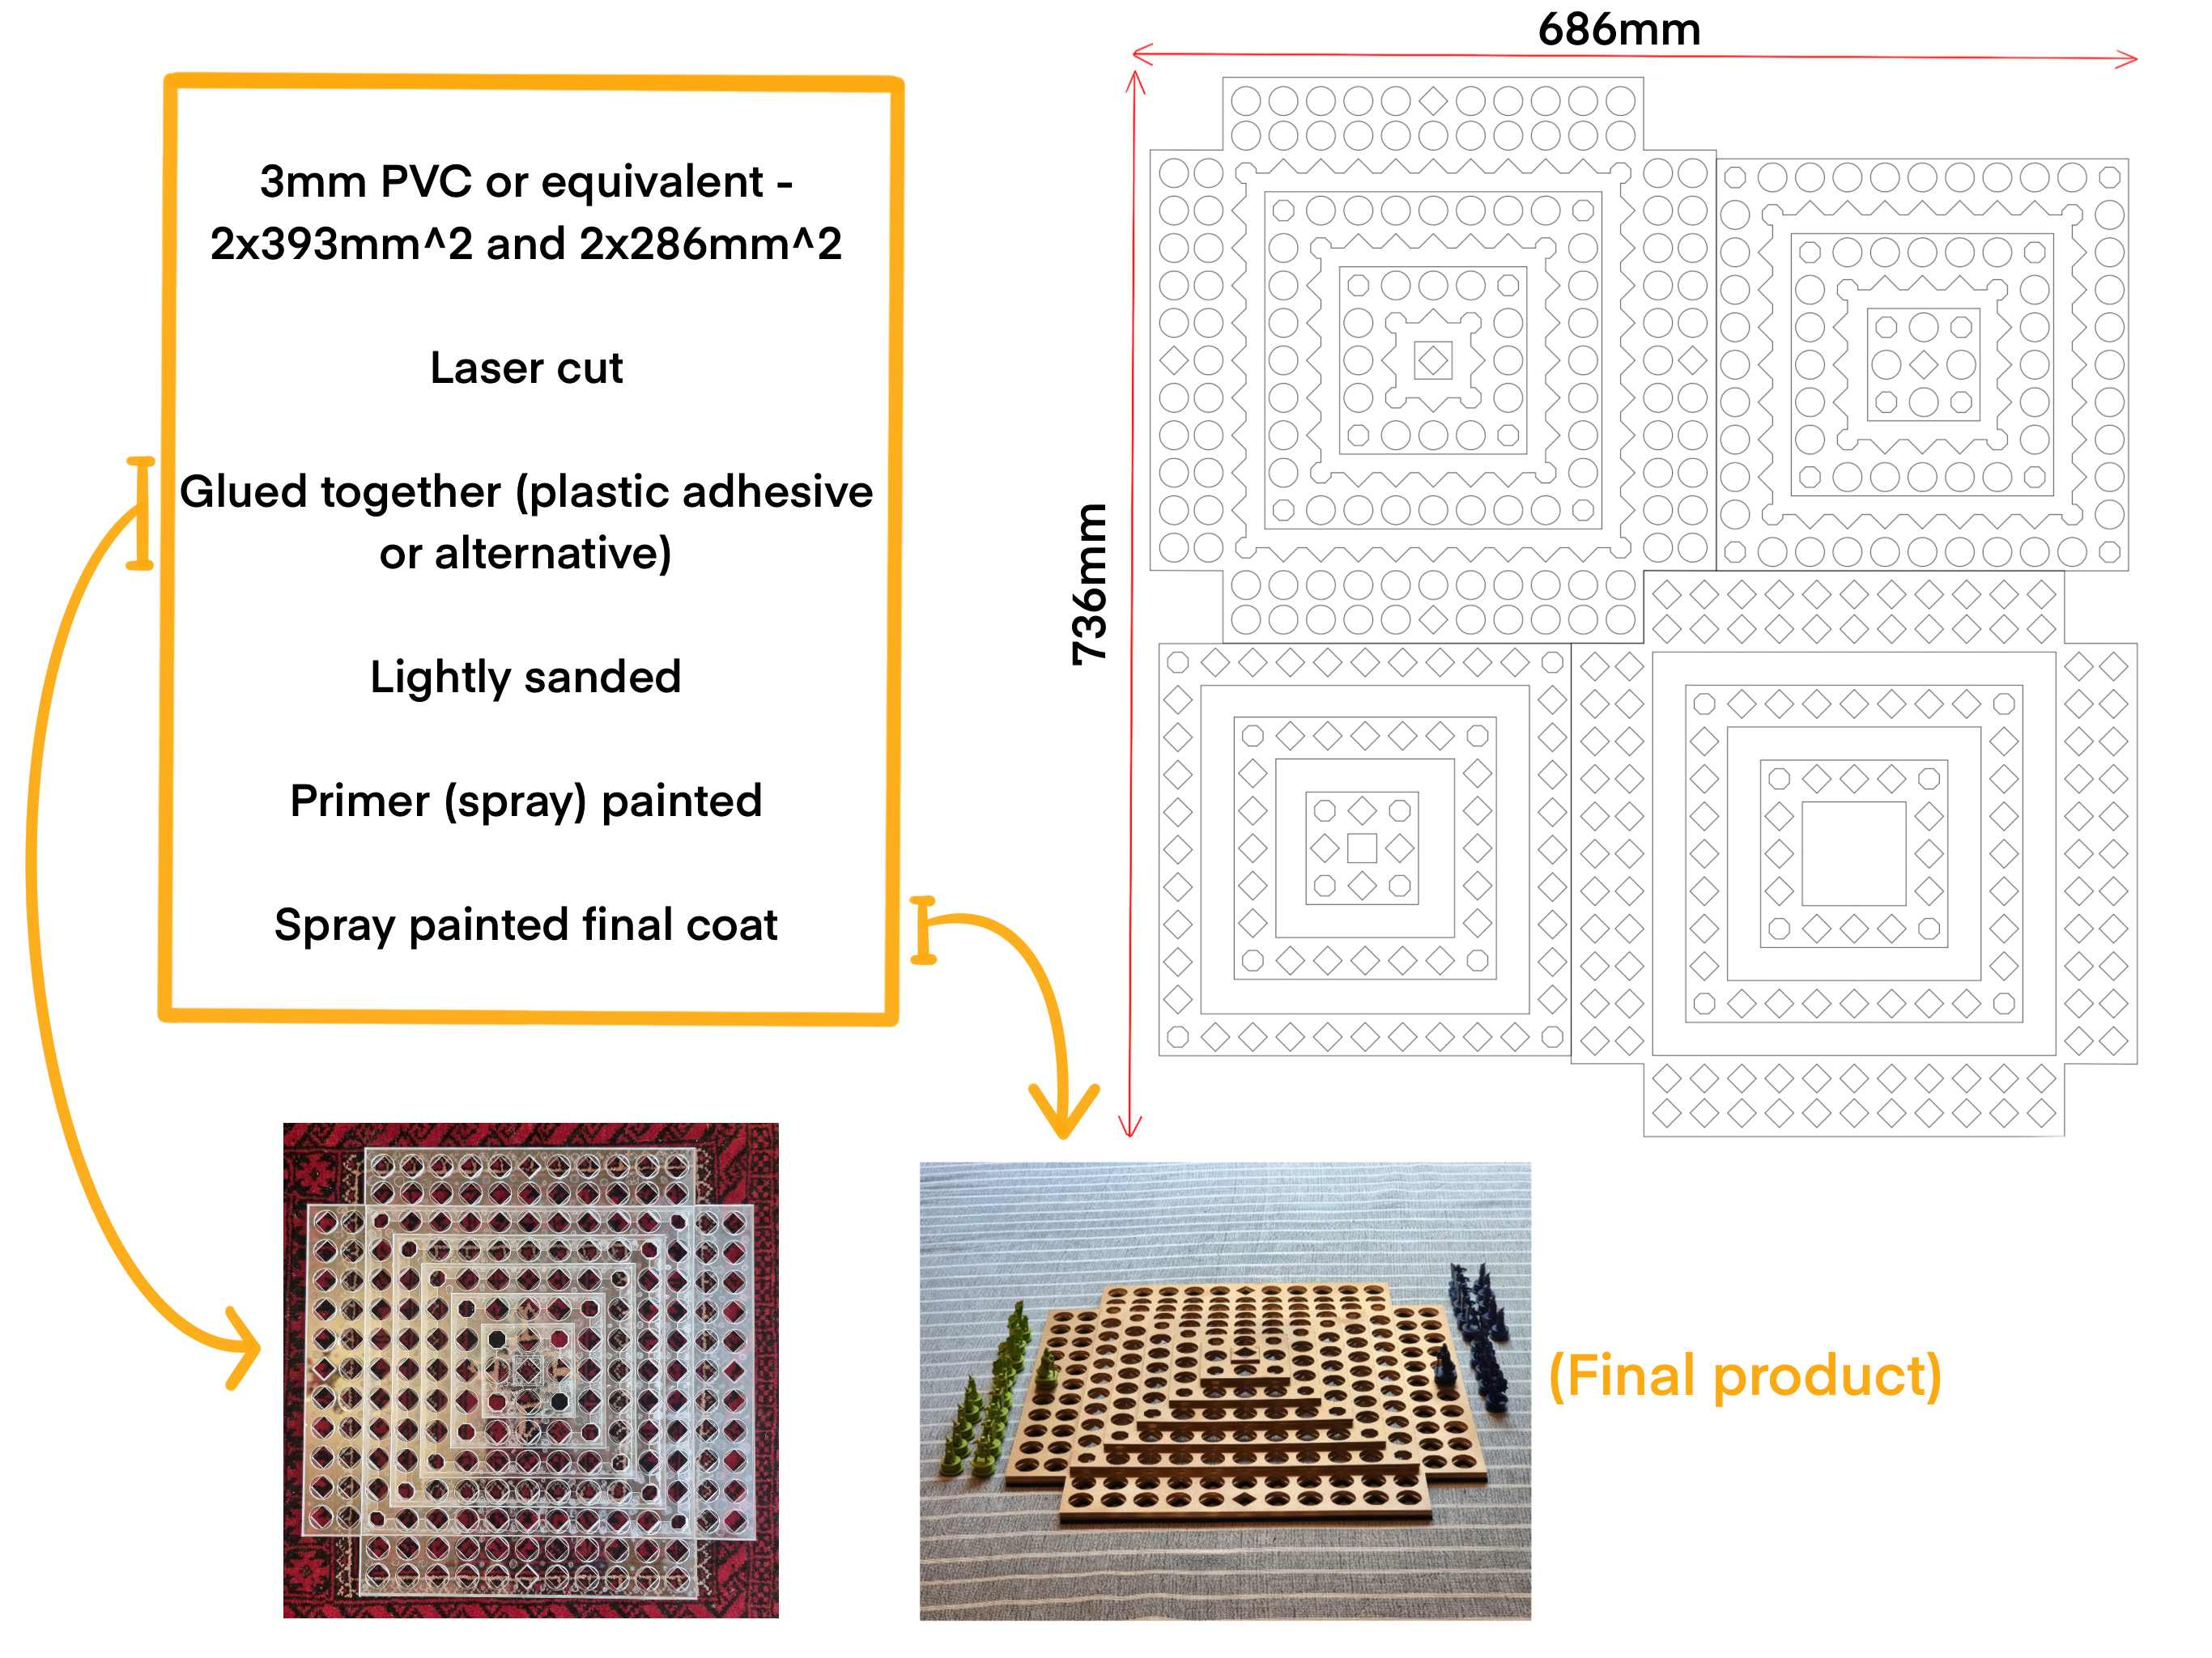 686mm
3mm PVC or equivalent -
2x393mm^2 and 2x286mm^2
Laser cut
Glued together (plastic adhesive
or alternative)
Lightly sanded
Primer (spray) painted
Spray painted final coat
736mm
(Final product)